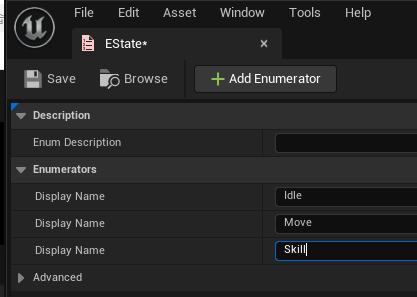 File Edit Asset Window Tools Help
EState*
Save Browse Add Enumerator
Description
Enum Description
Enumerators
Display Name Idle
Display Name Move
Display Name Skill
Advanced